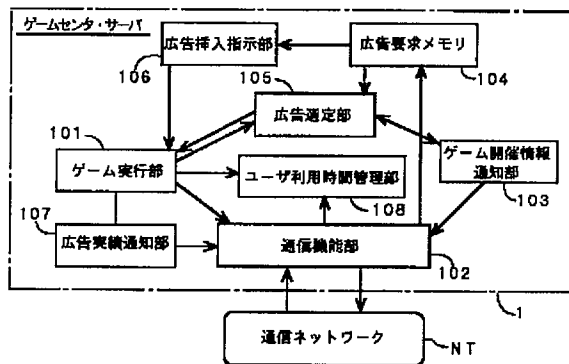 ゲームセンタ・サーバ
広告挿入指示部
106
広告要求メモリ
104
105
広告選定部
101
ゲーム実行部
ゲーム開催情報
通知部
103
ユーザ利用時間管理部
108
107
広告実績通知部
通信機能部
102
1
通信ネットワーク
NT